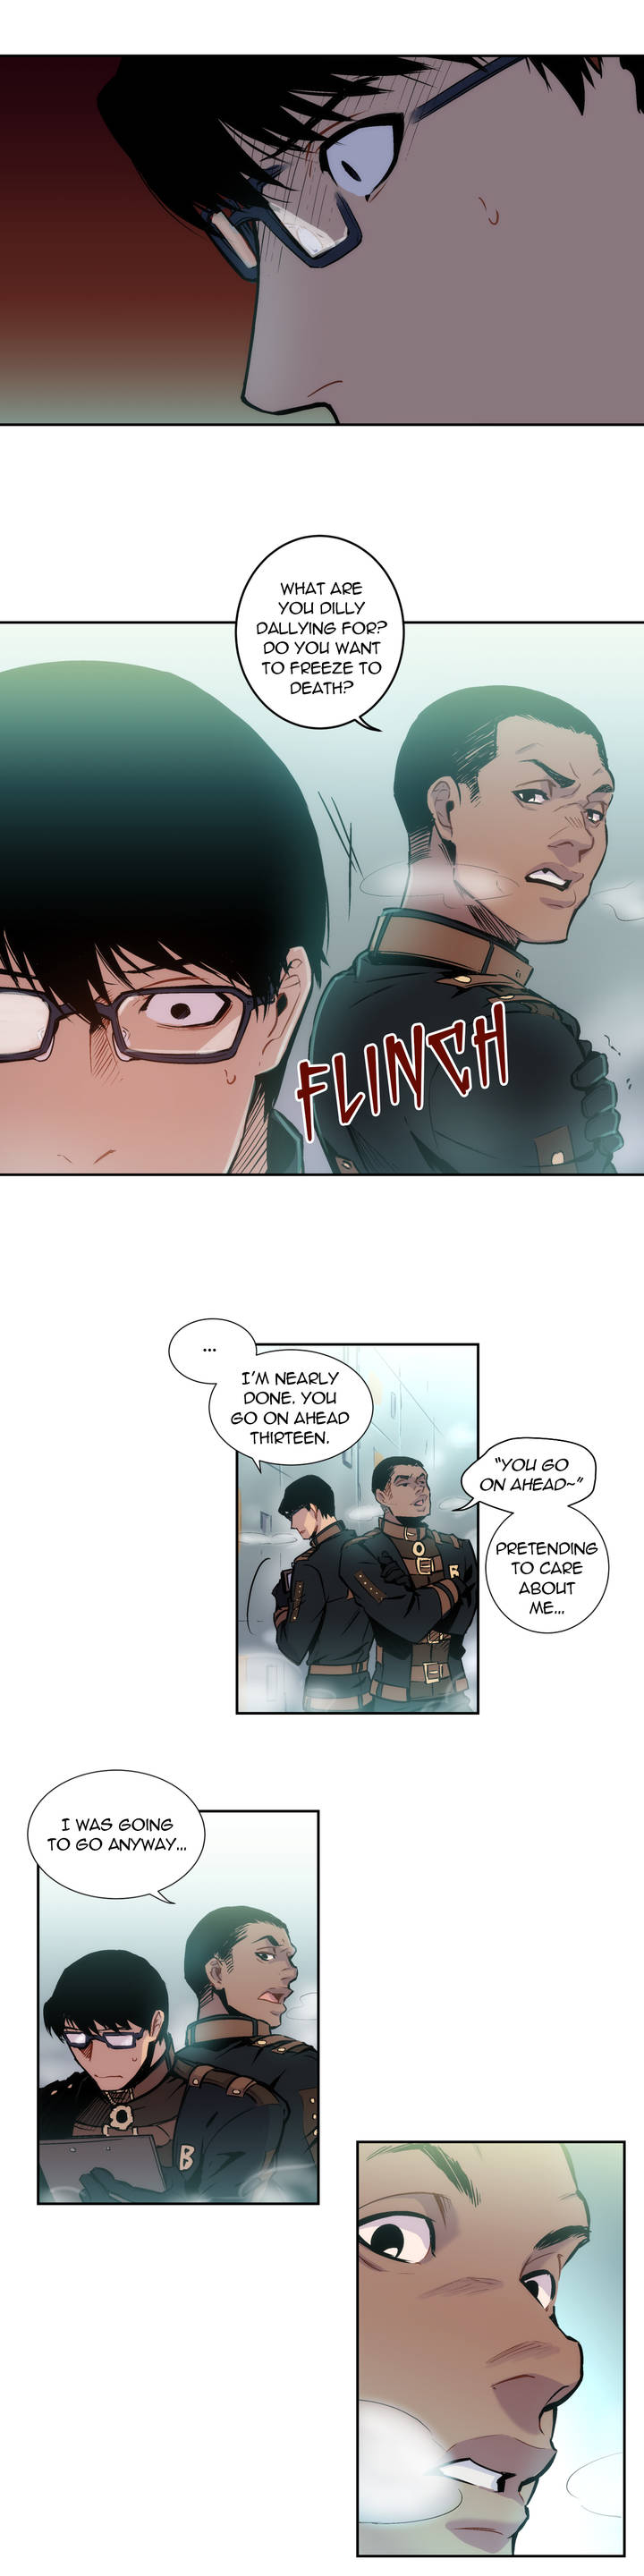 WHAT ARE
YOU DILLY
DALLYING FOR?
DO YOU WANT
TO FREEZE TO
DEATH?
FLINCH
...
I'M NEARLY
DONE. YOU
GO ON AHEAD
THIRTEEN.
"YOU GO
ON AHEAD~"
PRETENDING
TO CARE
ABOUT
ME...
B
I WAS GOING
TO GO ANYWAY...
B